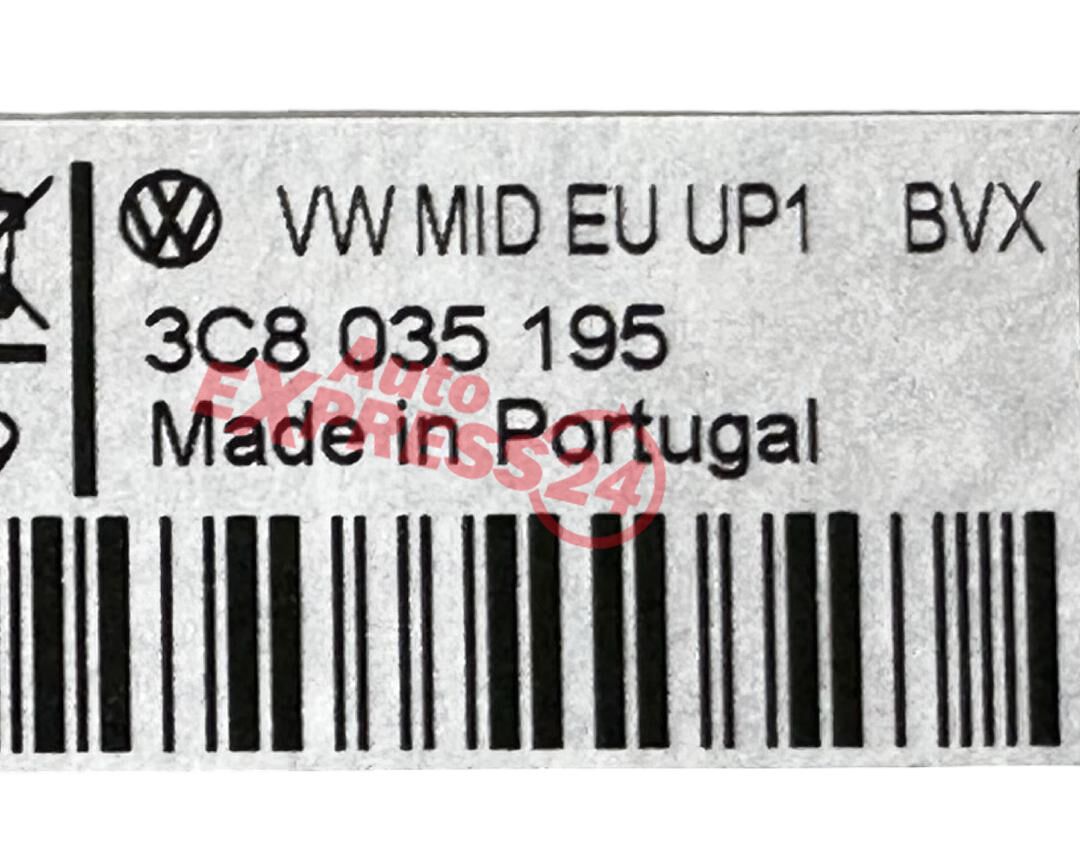 VW MID EU UP1 BVX
3C8 035 195
Made in Portugal
Auto
EXPRESS24